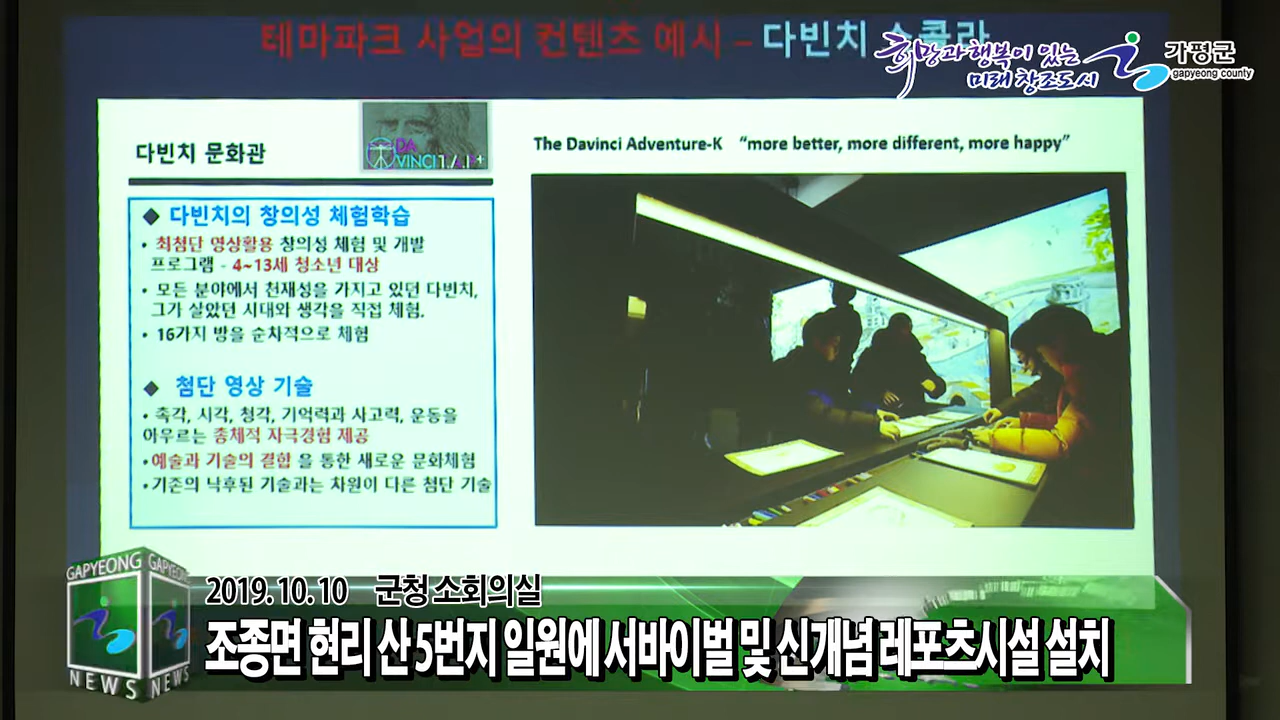 테마파크 사업의 컨텐츠 예시 – 다빈치 스콜라
희망과 행복이 있는
미래 창조도시
가평군
gapyeong county
다빈치 문화관
DA
VINCI
The Davinci Adventure-K "more better, more different, more happy"
◆ 다빈치의 창의성 체험학습
• 최첨단 영상활용 창의성 체험 및 개발
프로그램 - 4~13세 청소년 대상
• 모든 분야에서 천재성을 가지고 있던 다빈치,
그가 살았던 시대와 생각을 직접 체험.
• 16가지 방을 순차적으로 체험
◆ 첨단 영상 기술
• 촉각, 시각, 청각, 기억력과 사고력, 운동을
아우르는 총체적 자극경험 제공
•예술과 기술의 결합 을 통한 새로운 문화체험
•기존의 낙후된 기술과는 차원이 다른 첨단 기술
GAPYEONG
GAPYEONG
NEWS
NEWS
2019. 10. 10 군청 소회의실
조종면 현리 산 5번지 일원에 서바이벌 및 신개념 레포츠시설 설치